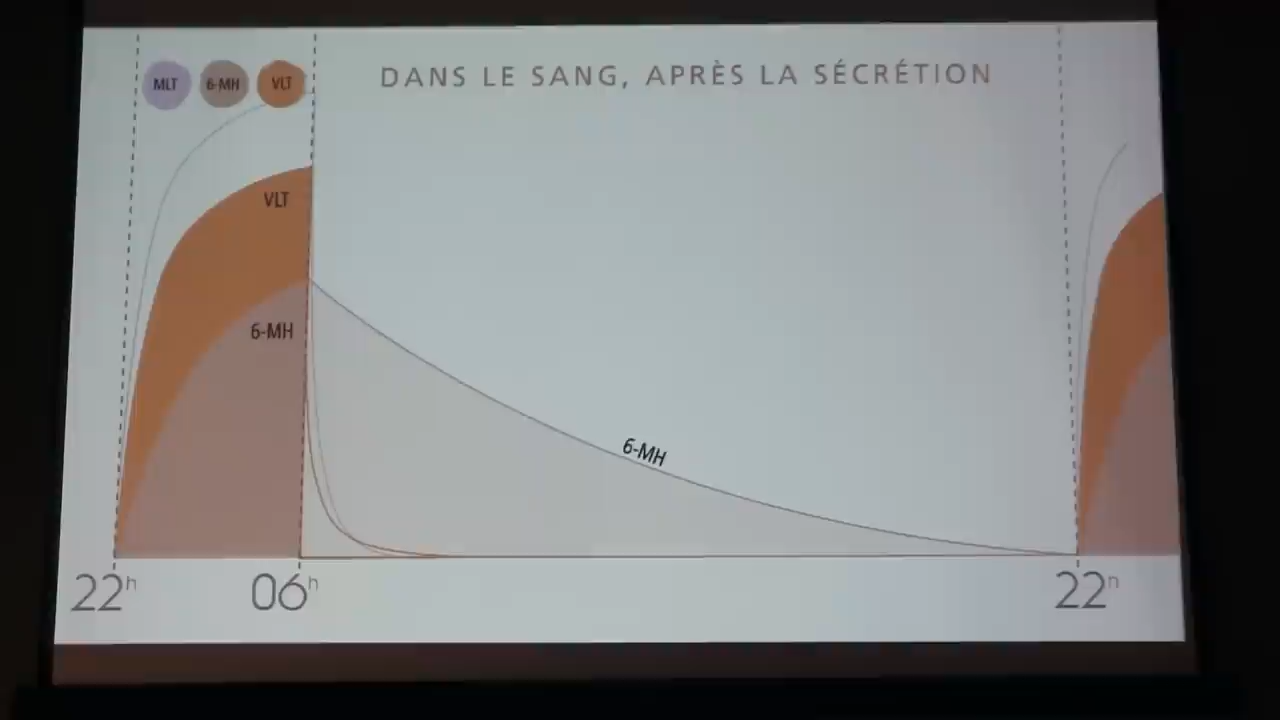 MLT 6-MH VLT
DANS LE SANG, APRÈS LA SÉCRÉTION
VLT
6-MH
6-MH
22h
06h
22h